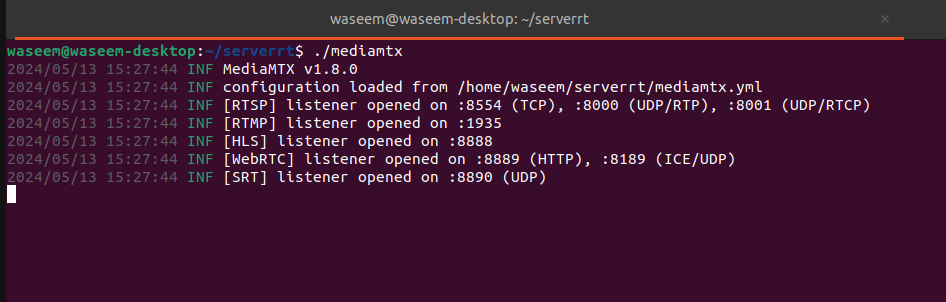 waseem@waseem-desktop: ~/serverrt
×
waseem@waseem-desktop:~/serverrt$ ./mediamtx
2024/05/13 15:27:44 INF MediaMTX v1.8.0
2024/05/13 15:27:44 INF configuration loaded from /home/waseem/serverrt/mediamtx.yml
2024/05/13 15:27:44 INF [RTSP] listener opened on :8554 (TCP), :8000 (UDP/RTP), :8001 (UDP/RTCP)
2024/05/13 15:27:44 INF [RTMP] listener opened on :1935
2024/05/13 15:27:44 INF [HLS] listener opened on :8888
2024/05/13 15:27:44 INF [WebRTC] listener opened on :8889 (HTTP), :8189 (ICE/UDP)
2024/05/13 15:27:44 INF [SRT] listener opened on :8890 (UDP)